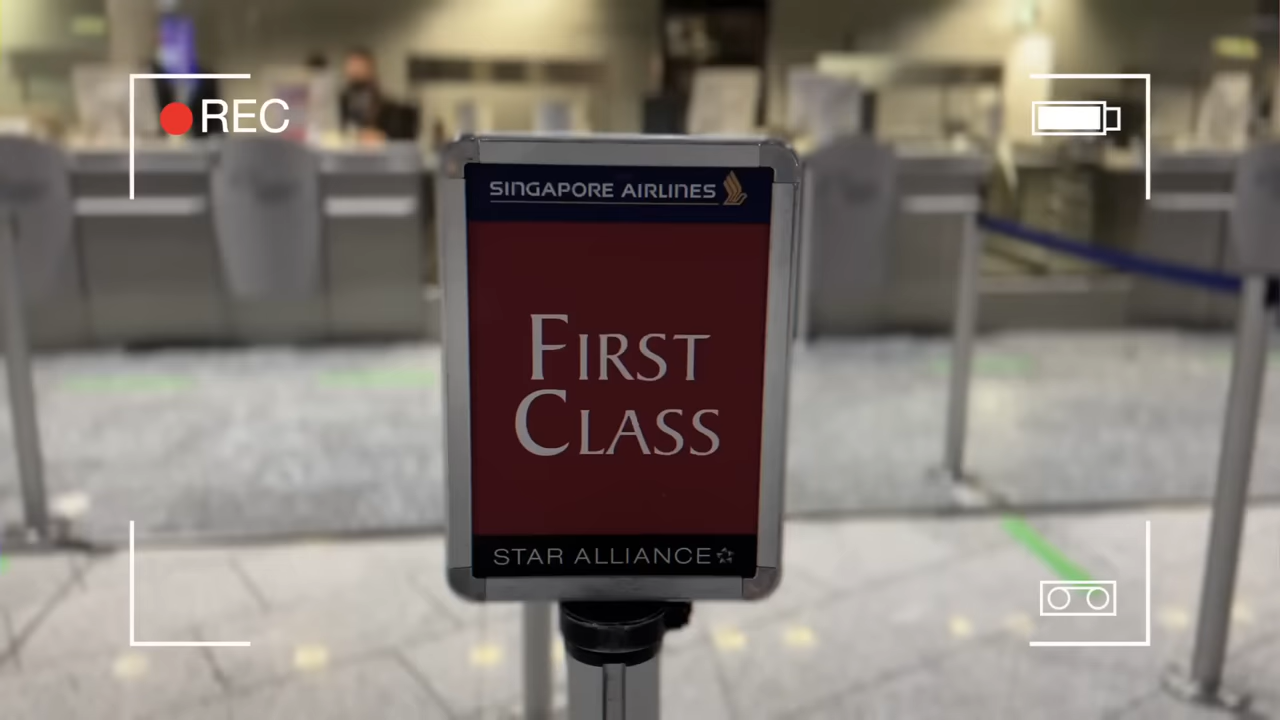 REC
SINGAPORE AIRLINES
FIRST
CLASS
STAR ALLIANCE